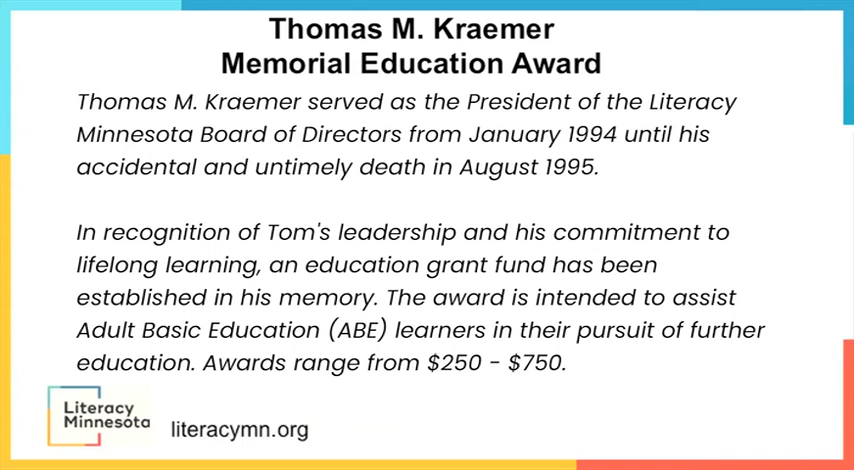 Thomas M. Kraemer
Memorial Education Award
Thomas M. Kraemer served as the President of the Literacy
Minnesota Board of Directors from January 1994 until his
accidental and untimely death in August 1995.
In recognition of Tom's leadership and his commitment to
lifelong learning, an education grant fund has been
established in his memory. The award is intended to assist
Adult Basic Education (ABE) learners in their pursuit of further
education. Awards range from $250 - $750.
Literacy
Minnesota
literacymn.org